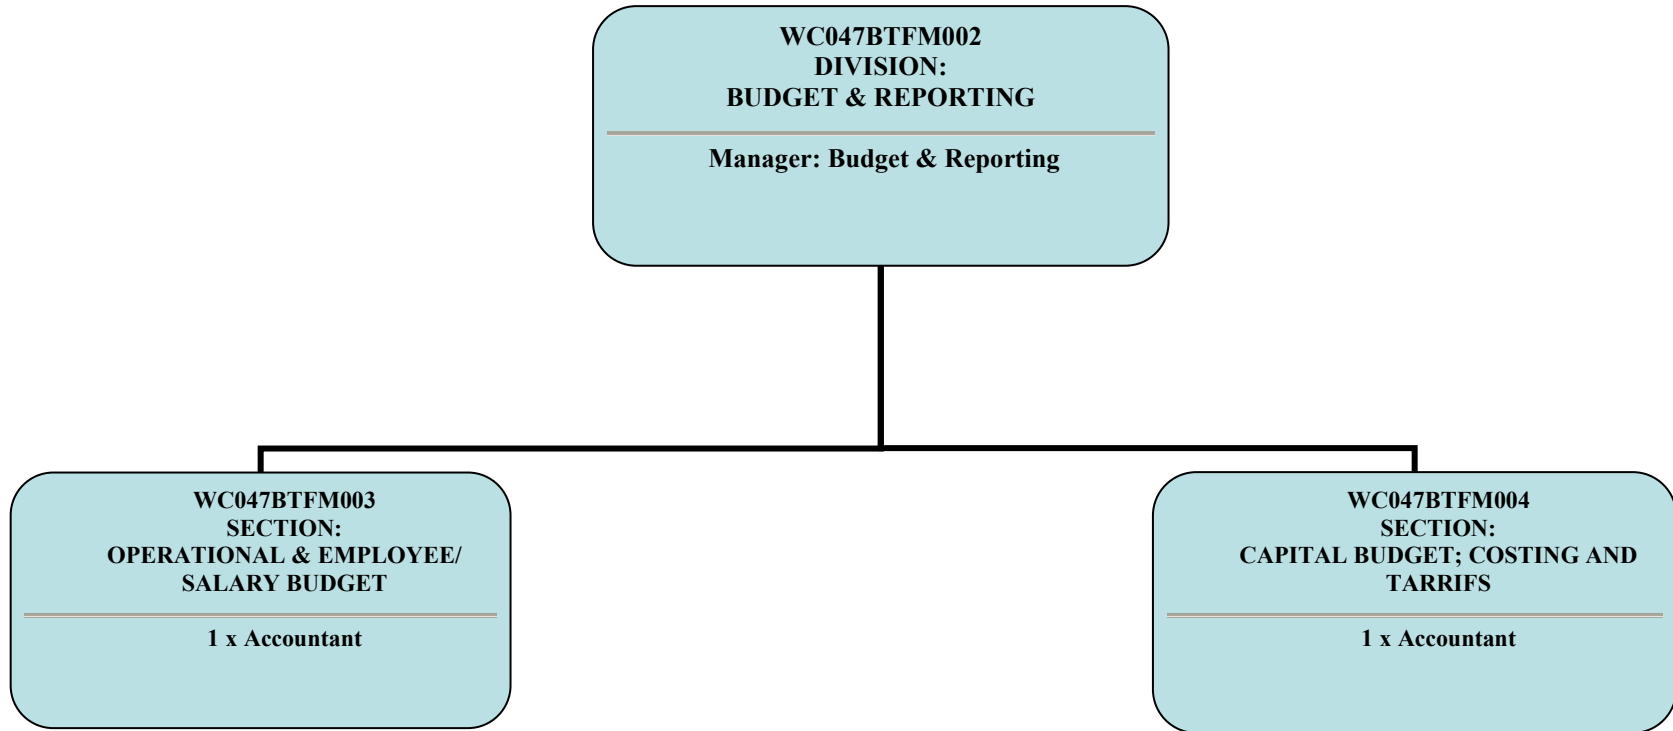 WC047BTFM002
DIVISION:
BUDGET & REPORTING
Manager: Budget & Reporting
WC047BTFM003
SECTION:
OPERATIONAL & EMPLOYEE/
SALARY BUDGET
1 x Accountant
WC047BTFM004
SECTION:
CAPITAL BUDGET; COSTING AND
TARRIFS
1 x Accountant